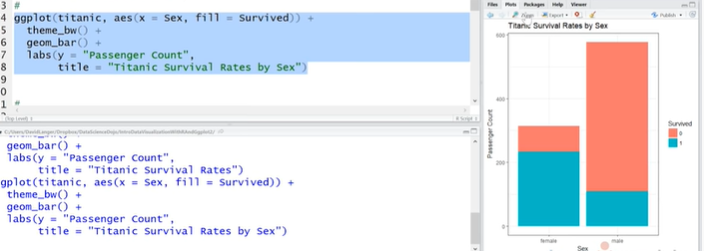 3 #
4 ggplot(titanic, aes(x = Sex, fill = Survived)) +
5 theme_bw() +
6 geom_bar() +
7 labs(y = "Passenger Count",
8 title = "Titanic Survival Rates by Sex")
9
0
1 #
(Top Level)
R Script
geom_bar() +
labs(y = "Passenger Count",
title = "Titanic Survival Rates")
gplot(titanic, aes(x = Sex, fill = Survived)) +
theme_bw() +
geom_bar() +
labs(y = "Passenger Count",
title = "Titanic Survival Rates by Sex")
Files Plots Packages Help Viewer
Zoom Export Publish
Titanic Survival Rates by Sex
Passenger Count
600
400
200
0
female male
Sex
Survived
0
1